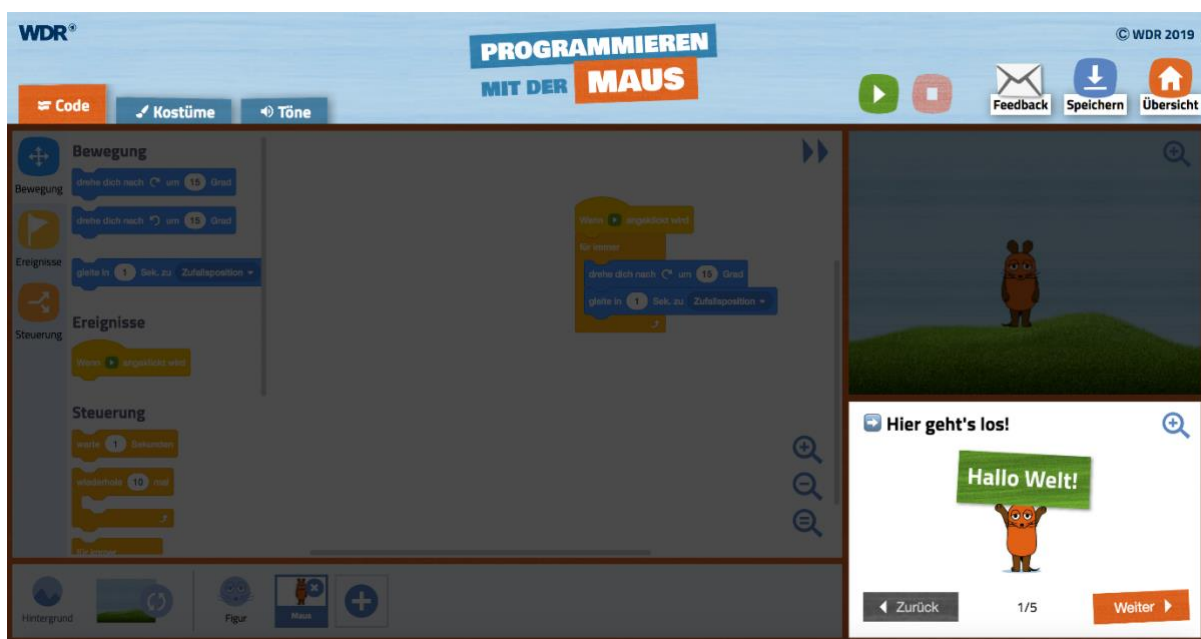 WDR
PROGRAMMIEREN
MIT DER MAUS
© WDR 2019
Code
Kostüme
Töne
Feedback
Speichern
Übersicht
Bewegung
Ereignisse
Steuerung
Bewegung
drehe dich nach um 15 Grad
drehe dich nach um 15 Grad
gleite in 1 Sek. zu Zufallsposition
Ereignisse
Wenn angeklickt wird
Steuerung
warte 1 Sekunden
wiederhole 10 mal
für immer
Wenn angeklickt wird
für immer
drehe dich nach um 15 Grad
gleite in 1 Sek. zu Zufallsposition
Hier geht's los!
Hallo Welt!
Zurück
1/5
Weiter
Hintergrund
Figur
Maus